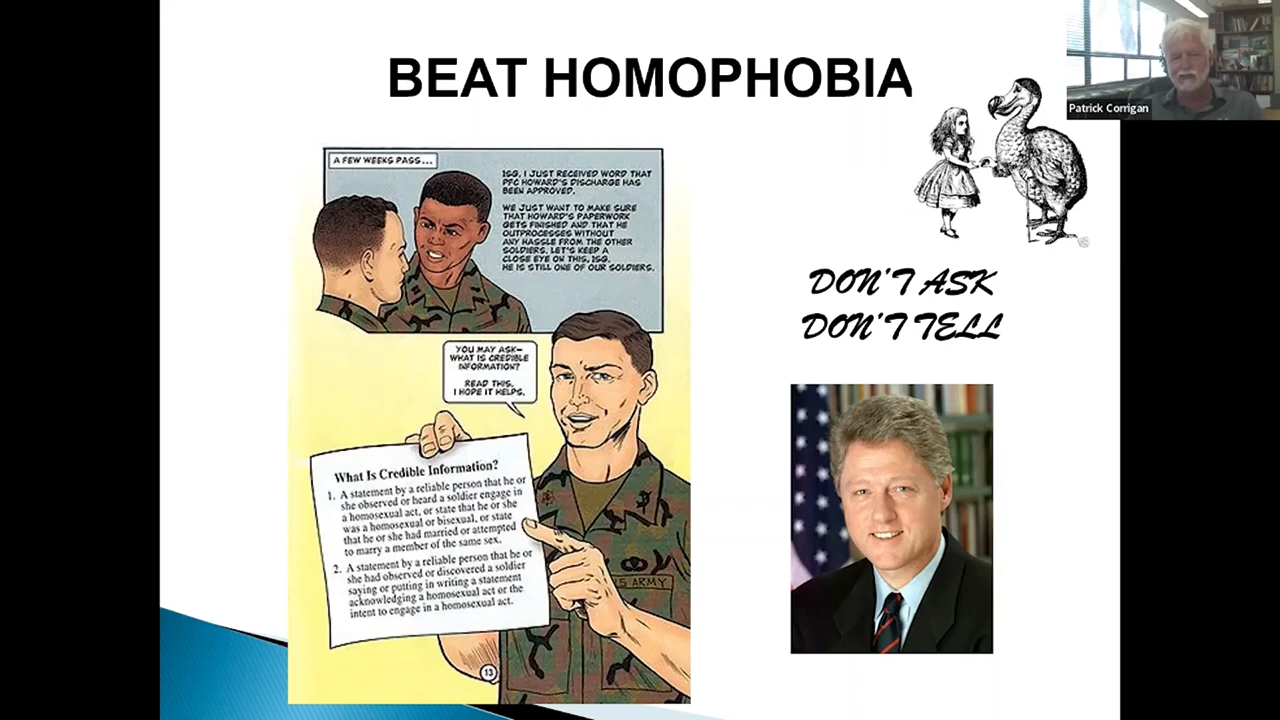 BEAT HOMOPHOBIA
Patrick Corrigan
A FEW WEEKS PASS...
1SG, I JUST RECEIVED WORD THAT
PFC HOWARD'S DISCHARGE HAS
BEEN APPROVED.
WE JUST WANT TO MAKE SURE
THAT HOWARD'S PAPERWORK
GETS FINISHED AND THAT HE
OUTPROCESSES WITHOUT
ANY HASSLE FROM THE OTHER
SOLDIERS. LET'S KEEP A
CLOSE EYE ON THIS, 1SG.
HE IS STILL ONE OF OUR SOLDIERS.
YOU MAY ASK–
WHAT IS CREDIBLE
INFORMATION?
READ THIS.
I HOPE IT HELPS.
What Is Credible Information?
1. A statement by a reliable person that he or
she observed or heard a soldier engage in
a homosexual act, or state that he or she
was a homosexual or bisexual, or state
that he or she had married or attempted
to marry a member of the same sex.
2. A statement by a reliable person that he or
she had observed or discovered a soldier
saying or putting in writing a statement
acknowledging a homosexual act or the
intent to engage in a homosexual act.
US ARMY
13
DON'T ASK
DON'T TELL